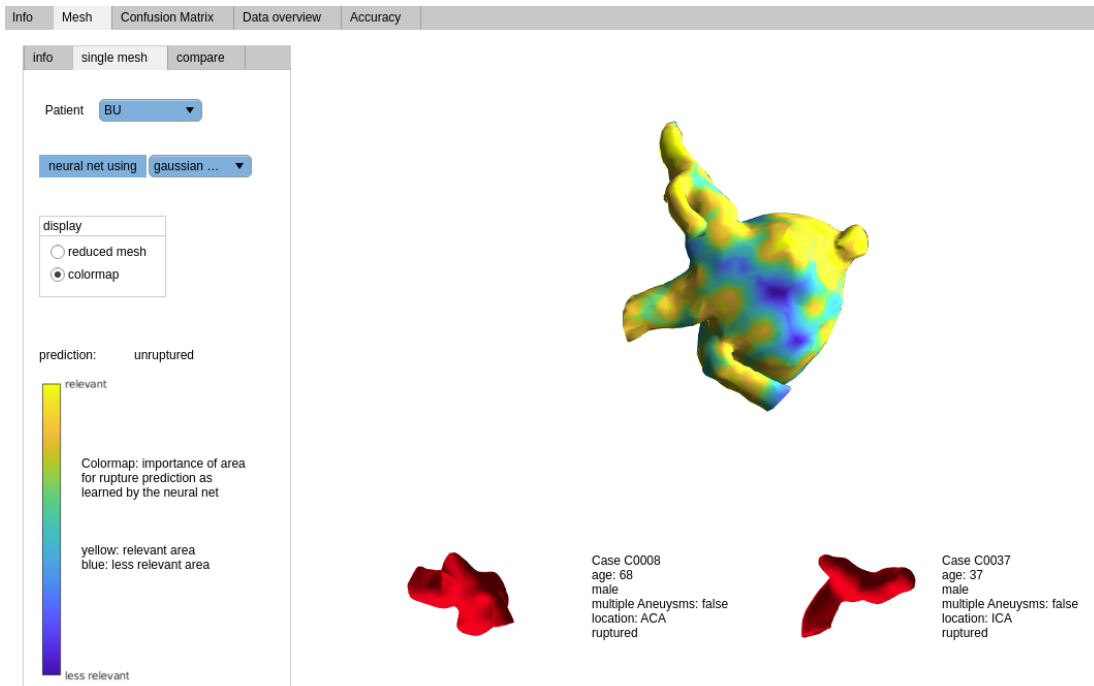 Info Mesh Confusion Matrix Data overview Accuracy
info single mesh compare
Patient BU
neural net using gaussian ...
display
reduced mesh
colormap
prediction: unruptured
relevant
Colormap: importance of area
for rupture prediction as
learned by the neural net
yellow: relevant area
blue: less relevant area
less relevant
Case C0008
age: 68
male
multiple Aneuysms: false
location: ACA
ruptured
Case C0037
age: 37
male
multiple Aneuysms: false
location: ICA
ruptured